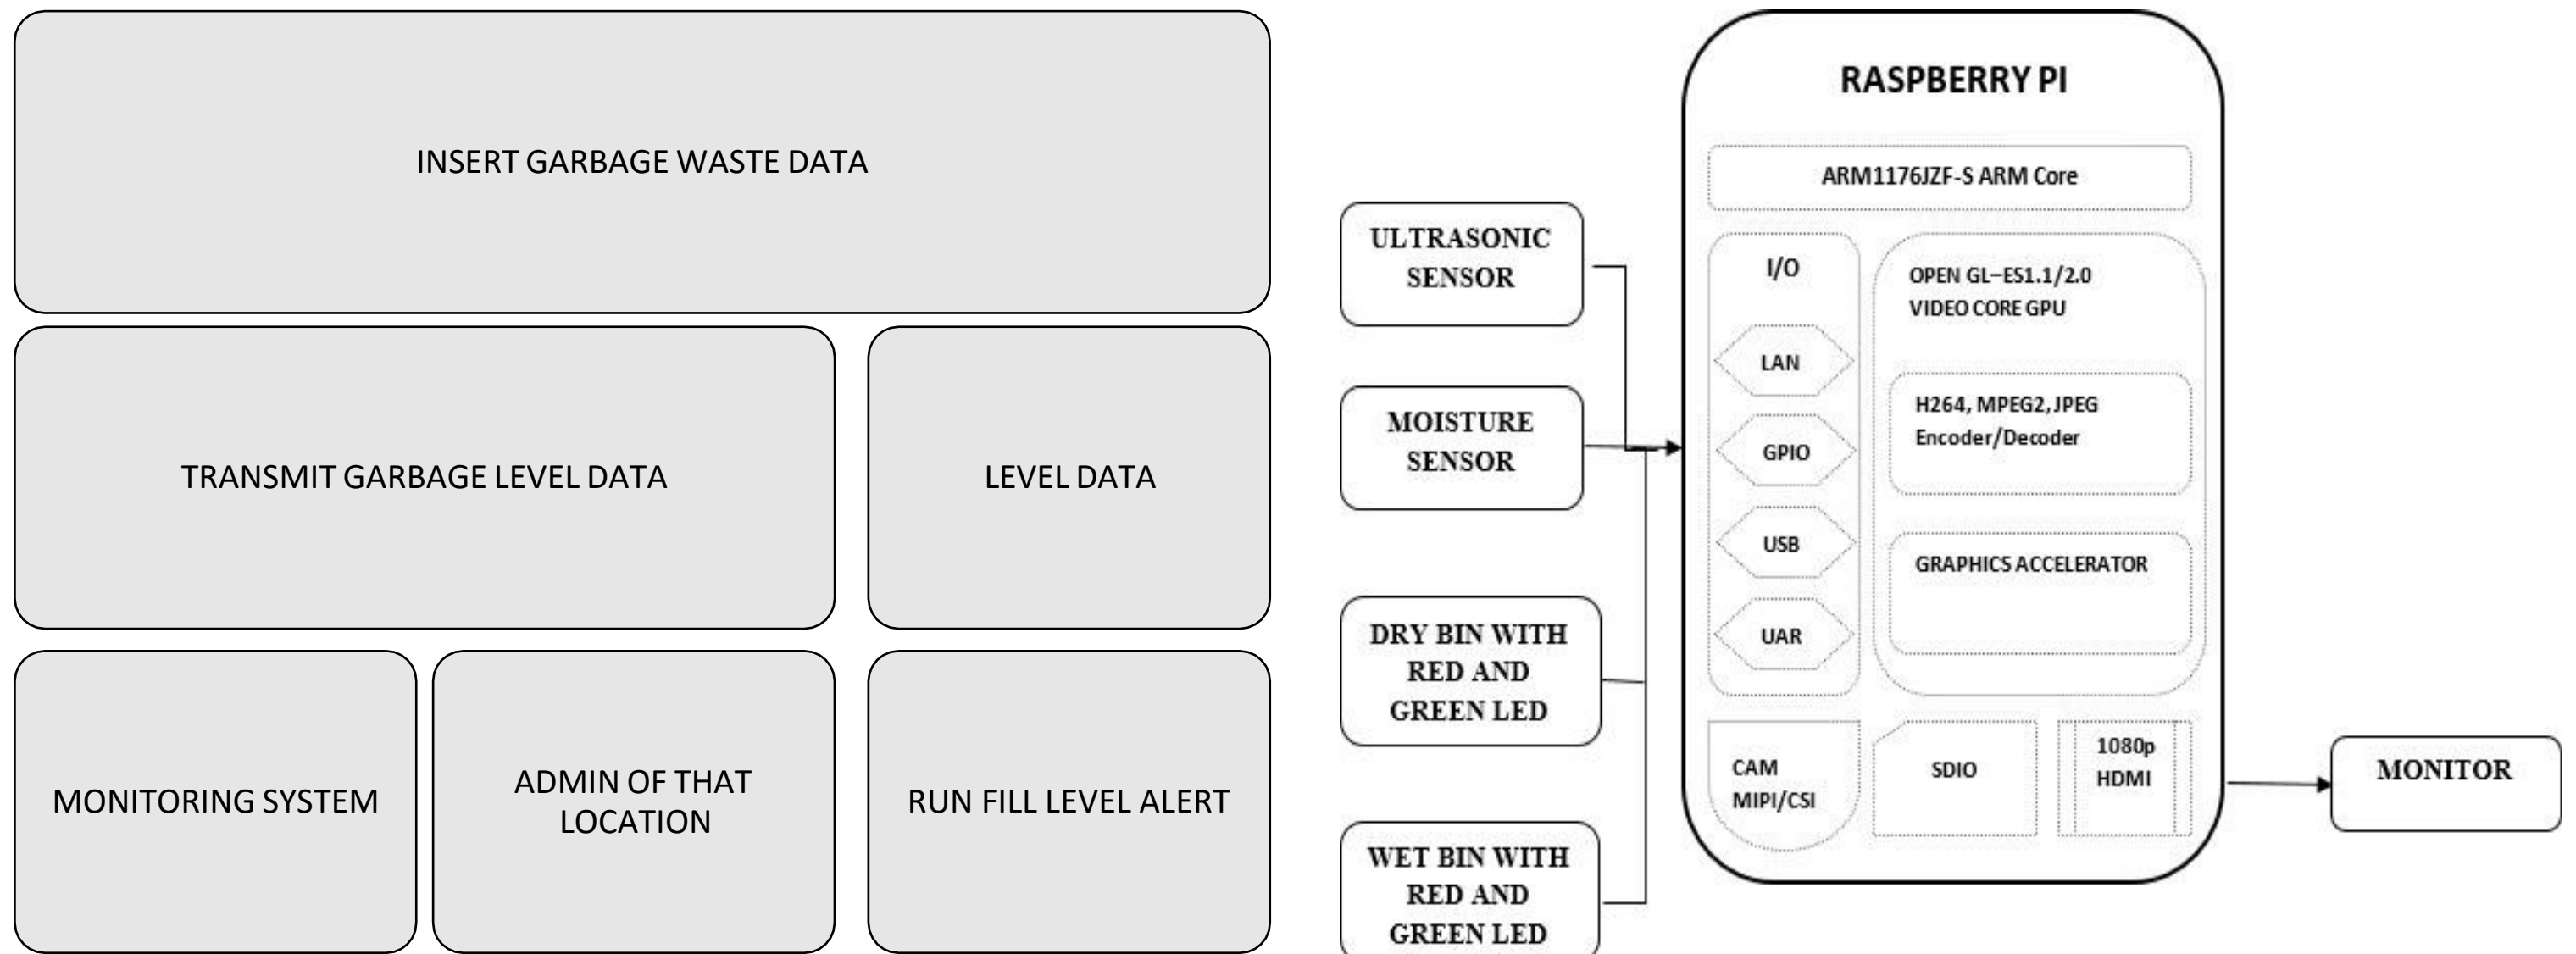 INSERT GARBAGE WASTE DATA
TRANSMIT GARBAGE LEVEL DATA
LEVEL DATA
MONITORING SYSTEM
ADMIN OF THAT
LOCATION
RUN FILL LEVEL ALERT
ULTRASONIC
SENSOR
MOISTURE
SENSOR
DRY BIN WITH
RED AND
GREEN LED
WET BIN WITH
RED AND
GREEN LED
RASPBERRY PI
ARM1176JZF-S ARM Core
I/O
LAN
GPIO
USB
UAR
OPEN GL–ES1.1/2.0
VIDEO CORE GPU
H264, MPEG2, JPEG
Encoder/Decoder
GRAPHICS ACCELERATOR
CAM
MIPI/CSI
SDIO
1080p
HDMI
MONITOR